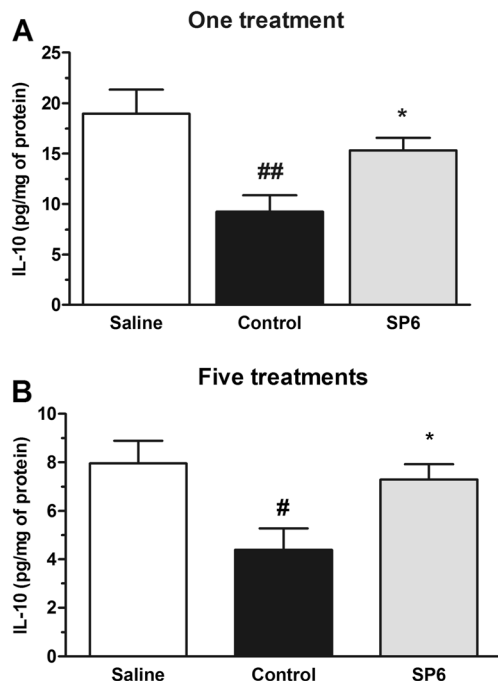 A
One treatment
IL-10 (pg/mg of protein)
25
20
15
10
5
0
##
*
Saline
Control
SP6
B
Five treatments
IL-10 (pg/mg of protein)
10
8
6
4
2
0
#
*
Saline
Control
SP6